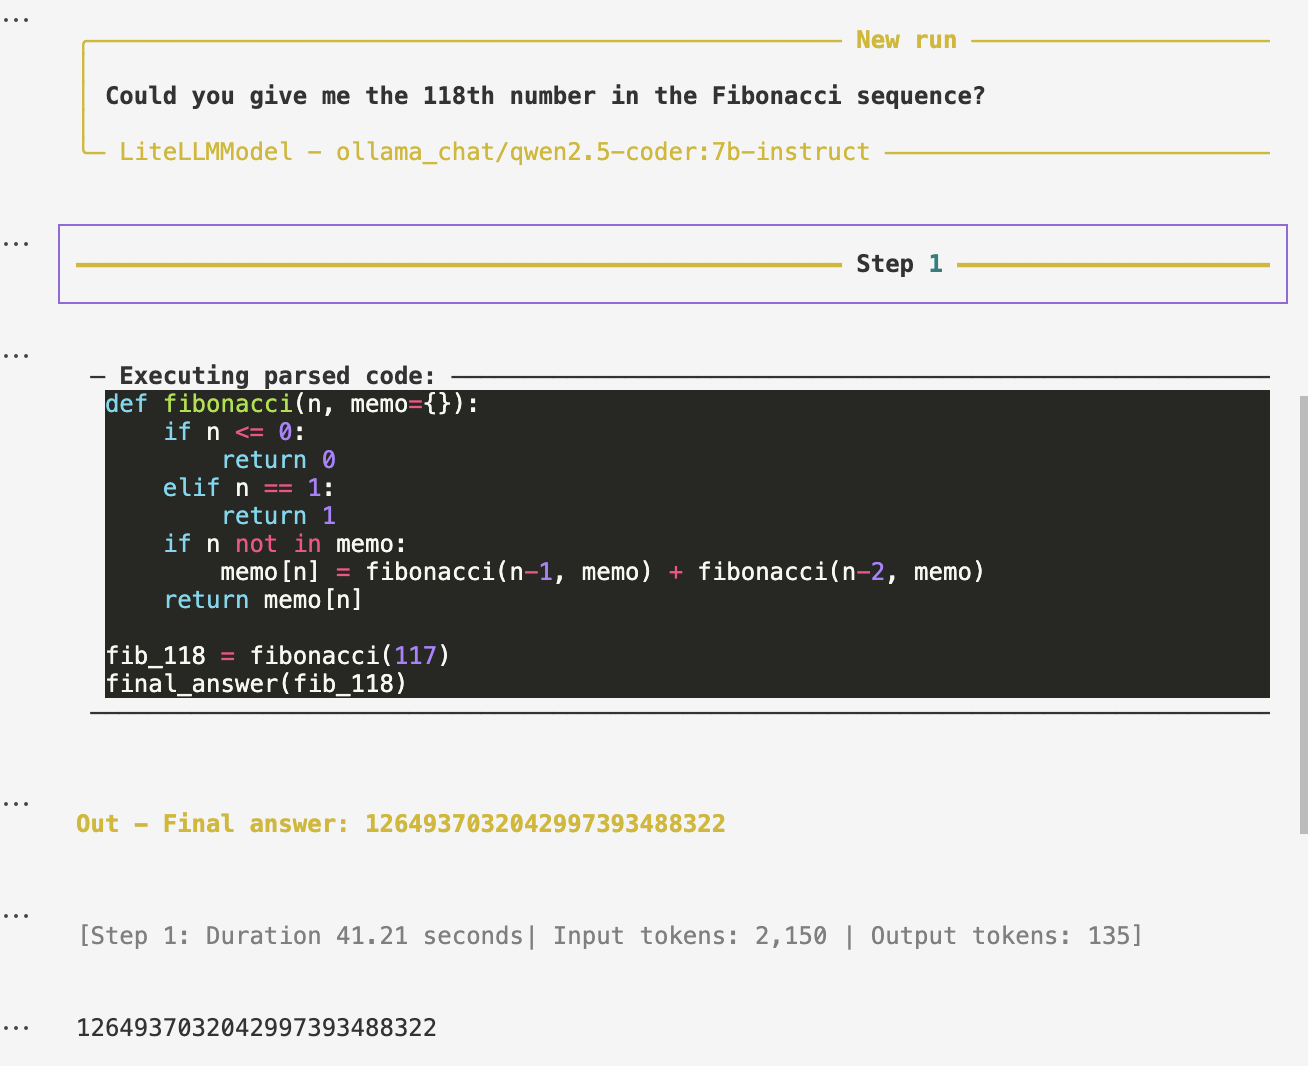 ...
New run
Could you give me the 118th number in the Fibonacci sequence?
LiteLLMModel - ollama_chat/qwen2.5-coder:7b-instruct
...
Step 1
...
Executing parsed code:
def fibonacci(n, memo={}):
    if n <= 0:
        return 0
    elif n == 1:
        return 1
    if n not in memo:
        memo[n] = fibonacci(n-1, memo) + fibonacci(n-2, memo)
    return memo[n]
fib_118 = fibonacci(117)
final_answer(fib_118)
...
Out - Final answer: 1264937032042997393488322
...
[Step 1: Duration 41.21 seconds| Input tokens: 2,150 | Output tokens: 135]
...
1264937032042997393488322